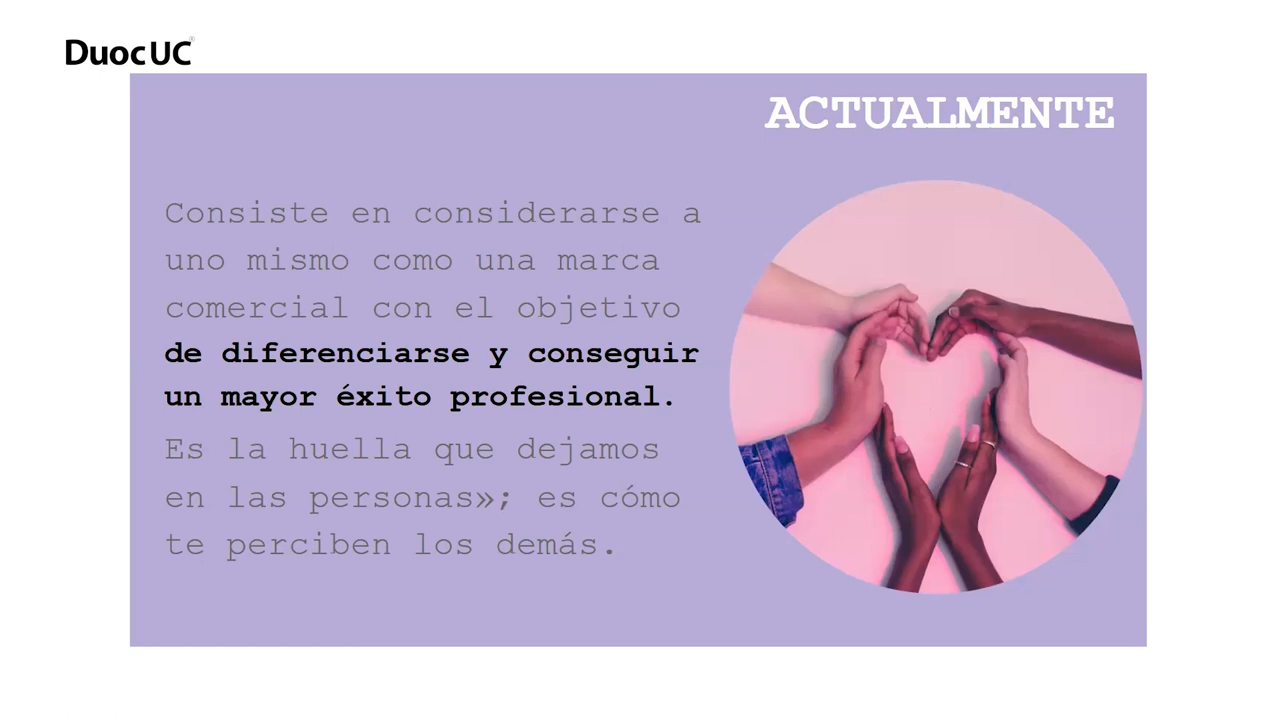 DuocUC
ACTUALMENTE
Consiste en considerarse a
uno mismo como una marca
comercial con el objetivo
de diferenciarse y conseguir
un mayor éxito profesional.
Es la huella que dejamos
en las personas»; es cómo
te perciben los demás.